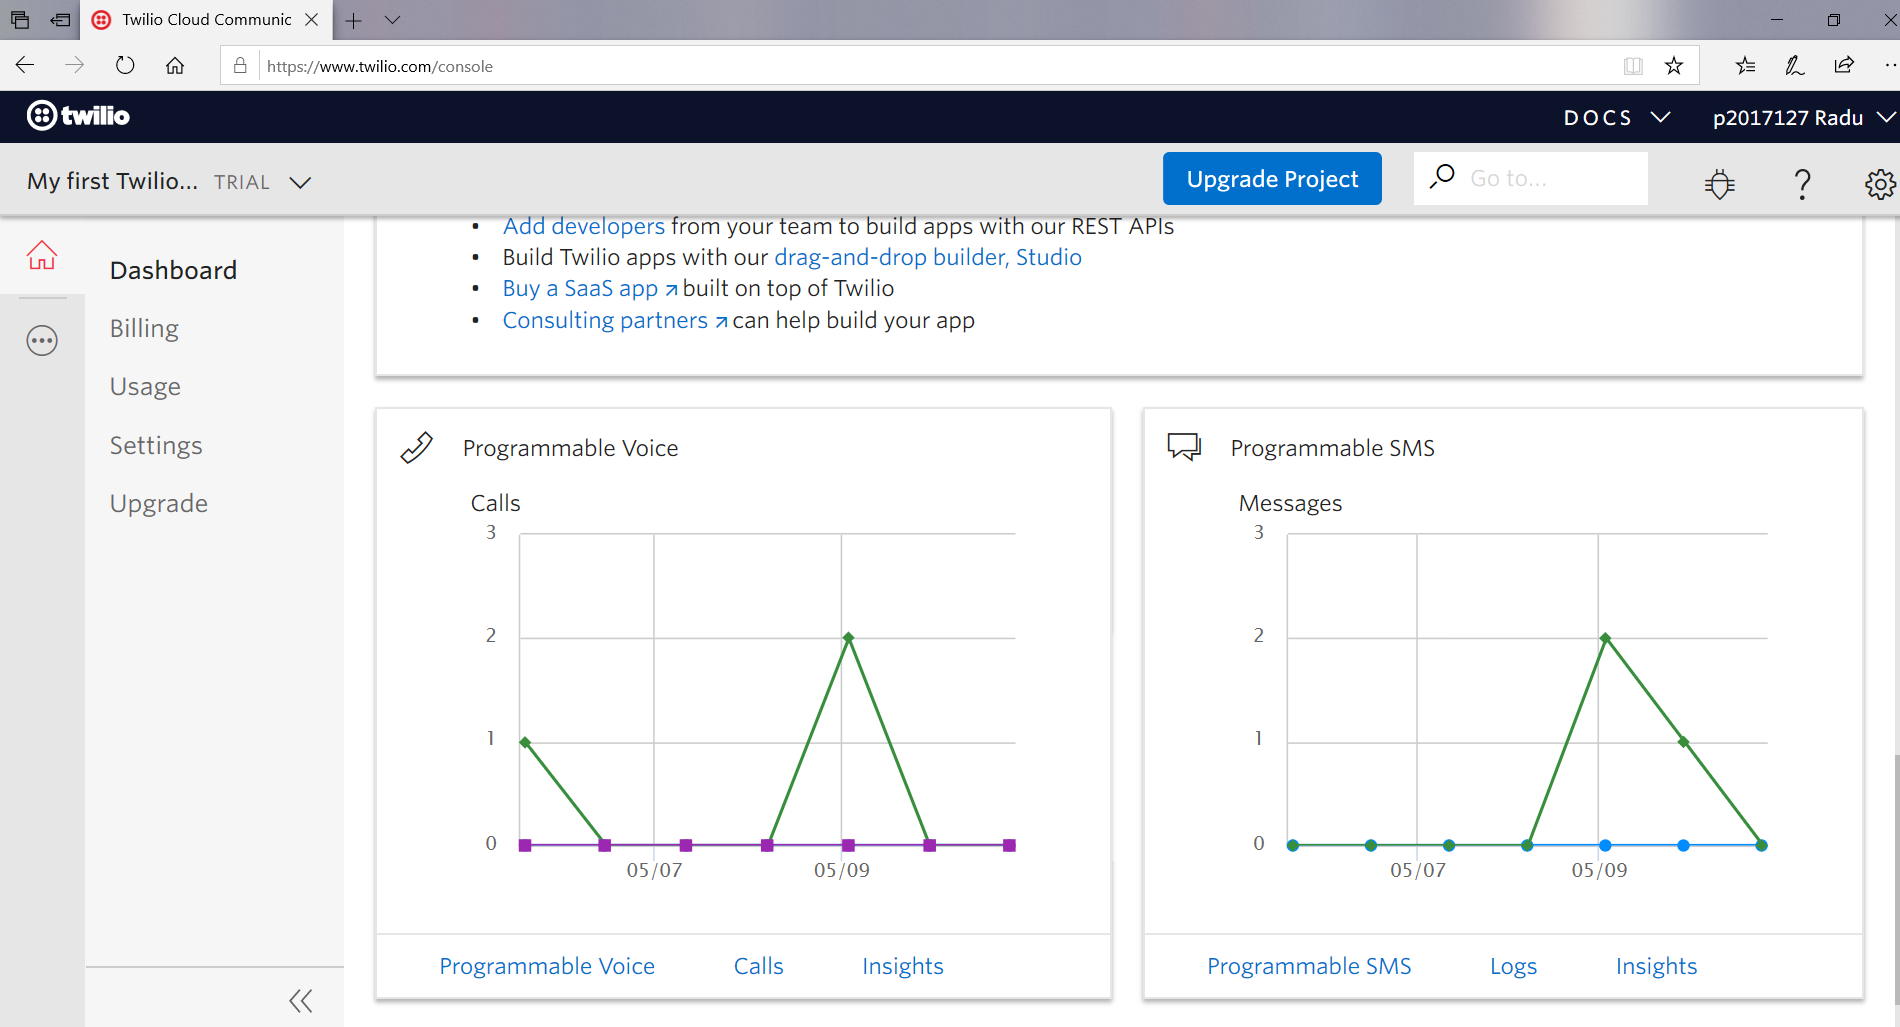 Twilio Cloud Communic
https://www.twilio.com/console
twilio
DOCS
p2017127 Radu
My first Twilio... TRIAL
Upgrade Project
Go to...
Dashboard
Billing
Usage
Settings
Upgrade
• Add developers from your team to build apps with our REST APIs
• Build Twilio apps with our drag-and-drop builder, Studio
• Buy a SaaS app built on top of Twilio
• Consulting partners can help build your app
Programmable Voice
Calls
3
2
1
0
05/07 05/09
Programmable Voice Calls Insights
Programmable SMS
Messages
3
2
1
0
05/07 05/09
Programmable SMS Logs Insights